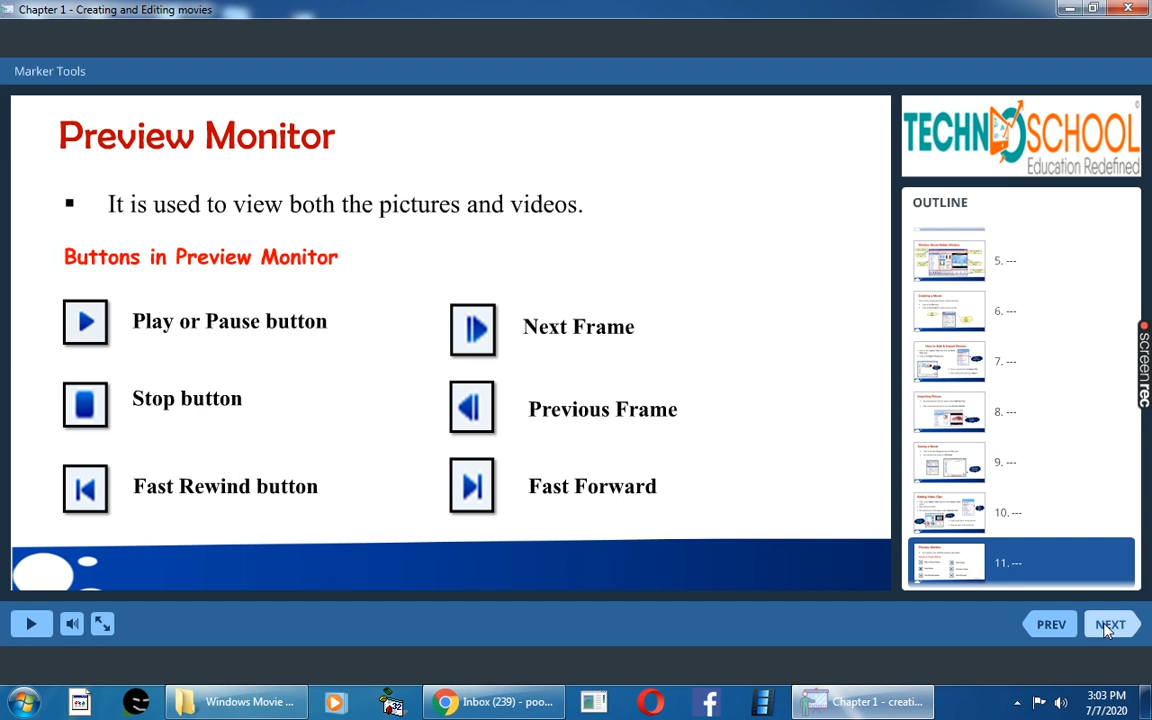 Chapter 1 - Creating and Editing movies
Marker Tools
Preview Monitor
▪ It is used to view both the pictures and videos.
Buttons in Preview Monitor
Play or Pause button
Next Frame
Stop button
Previous Frame
Fast Rewind button
Fast Forward
©
TECHNOSCHOOL
Education Redefined
OUTLINE
5. ---
6. ---
7. ---
8. ---
9. ---
10. ---
11. ---
screenrec
PREV
NEXT
Windows Movie ...
Inbox (239) - poo...
Chapter 1 - creati...
3:03 PM
7/7/2020